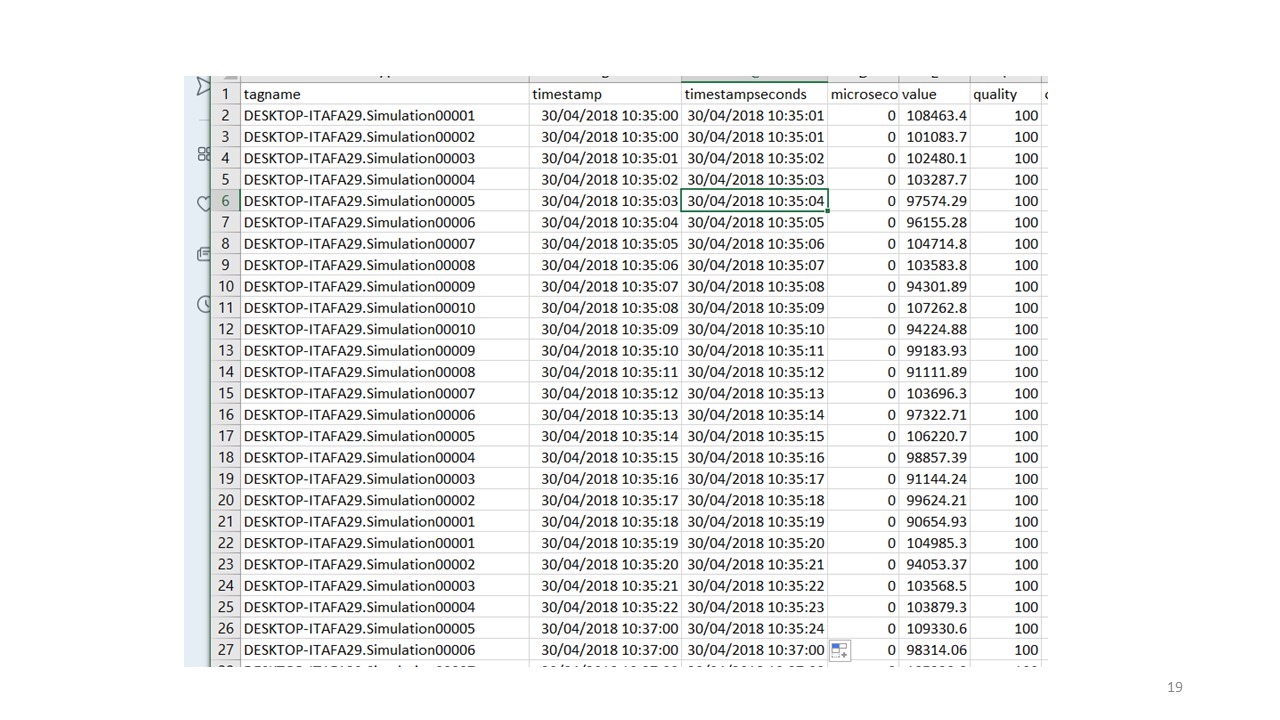 1 tagname timestamp timestampseconds microseco value quality
2 DESKTOP-ITAFA29.Simulation00001 30/04/2018 10:35:00 30/04/2018 10:35:01 0 108463.4 100
3 DESKTOP-ITAFA29.Simulation00002 30/04/2018 10:35:00 30/04/2018 10:35:01 0 101083.7 100
4 DESKTOP-ITAFA29.Simulation00003 30/04/2018 10:35:01 30/04/2018 10:35:02 0 102480.1 100
5 DESKTOP-ITAFA29.Simulation00004 30/04/2018 10:35:02 30/04/2018 10:35:03 0 103287.7 100
6 DESKTOP-ITAFA29.Simulation00005 30/04/2018 10:35:03 30/04/2018 10:35:04 0 97574.29 100
7 DESKTOP-ITAFA29.Simulation00006 30/04/2018 10:35:04 30/04/2018 10:35:05 0 96155.28 100
8 DESKTOP-ITAFA29.Simulation00007 30/04/2018 10:35:05 30/04/2018 10:35:06 0 104714.8 100
9 DESKTOP-ITAFA29.Simulation00008 30/04/2018 10:35:06 30/04/2018 10:35:07 0 103583.8 100
10 DESKTOP-ITAFA29.Simulation00009 30/04/2018 10:35:07 30/04/2018 10:35:08 0 94301.89 100
11 DESKTOP-ITAFA29.Simulation00010 30/04/2018 10:35:08 30/04/2018 10:35:09 0 107262.8 100
12 DESKTOP-ITAFA29.Simulation00010 30/04/2018 10:35:09 30/04/2018 10:35:10 0 94224.88 100
13 DESKTOP-ITAFA29.Simulation00009 30/04/2018 10:35:10 30/04/2018 10:35:11 0 99183.93 100
14 DESKTOP-ITAFA29.Simulation00008 30/04/2018 10:35:11 30/04/2018 10:35:12 0 91111.89 100
15 DESKTOP-ITAFA29.Simulation00007 30/04/2018 10:35:12 30/04/2018 10:35:13 0 103696.3 100
16 DESKTOP-ITAFA29.Simulation00006 30/04/2018 10:35:13 30/04/2018 10:35:14 0 97322.71 100
17 DESKTOP-ITAFA29.Simulation00005 30/04/2018 10:35:14 30/04/2018 10:35:15 0 106220.7 100
18 DESKTOP-ITAFA29.Simulation00004 30/04/2018 10:35:15 30/04/2018 10:35:16 0 98857.39 100
19 DESKTOP-ITAFA29.Simulation00003 30/04/2018 10:35:16 30/04/2018 10:35:17 0 91144.24 100
20 DESKTOP-ITAFA29.Simulation00002 30/04/2018 10:35:17 30/04/2018 10:35:18 0 99624.21 100
21 DESKTOP-ITAFA29.Simulation00001 30/04/2018 10:35:18 30/04/2018 10:35:19 0 90654.93 100
22 DESKTOP-ITAFA29.Simulation00001 30/04/2018 10:35:19 30/04/2018 10:35:20 0 104985.3 100
23 DESKTOP-ITAFA29.Simulation00002 30/04/2018 10:35:20 30/04/2018 10:35:21 0 94053.37 100
24 DESKTOP-ITAFA29.Simulation00003 30/04/2018 10:35:21 30/04/2018 10:35:22 0 103568.5 100
25 DESKTOP-ITAFA29.Simulation00004 30/04/2018 10:35:22 30/04/2018 10:35:23 0 103879.3 100
26 DESKTOP-ITAFA29.Simulation00005 30/04/2018 10:37:00 30/04/2018 10:35:24 0 109330.6 100
27 DESKTOP-ITAFA29.Simulation00006 30/04/2018 10:37:00 30/04/2018 10:37:00 0 98314.06 100
19